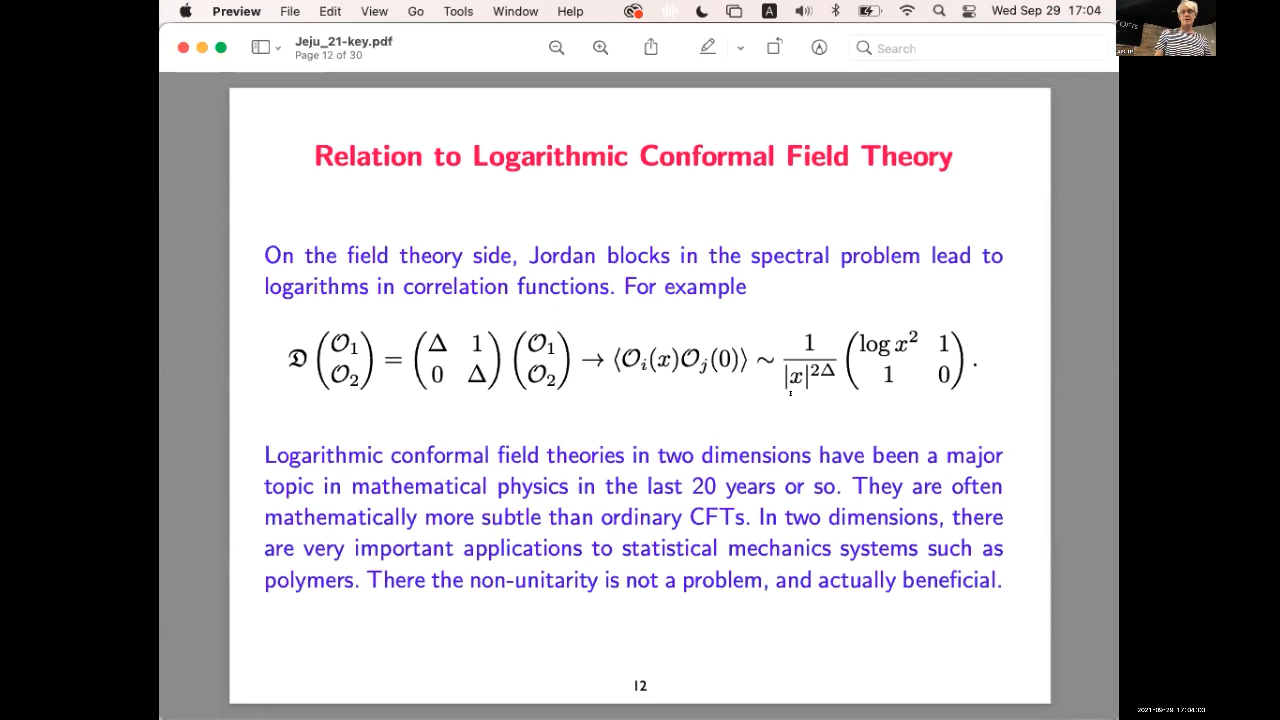 Preview File Edit View Go Tools Window Help A Wed Sep 29 17:04
Jeju_21-key.pdf
Page 12 of 30
Search
Relation to Logarithmic Conformal Field Theory
On the field theory side, Jordan blocks in the spectral problem lead to
logarithms in correlation functions. For example
𝔇 (𝒪₁ 𝒪₂) = (Δ 1 0 Δ) (𝒪₁ 𝒪₂) → ⟨𝒪ᵢ(x)𝒪ⱼ(0)⟩ ∼ 1/|x|^{2Δ} (log x² 1 1 0) .
Logarithmic conformal field theories in two dimensions have been a major
topic in mathematical physics in the last 20 years or so. They are often
mathematically more subtle than ordinary CFTs. In two dimensions, there
are very important applications to statistical mechanics systems such as
polymers. There the non-unitarity is not a problem, and actually beneficial.
12
2021-09-29 17:04:03